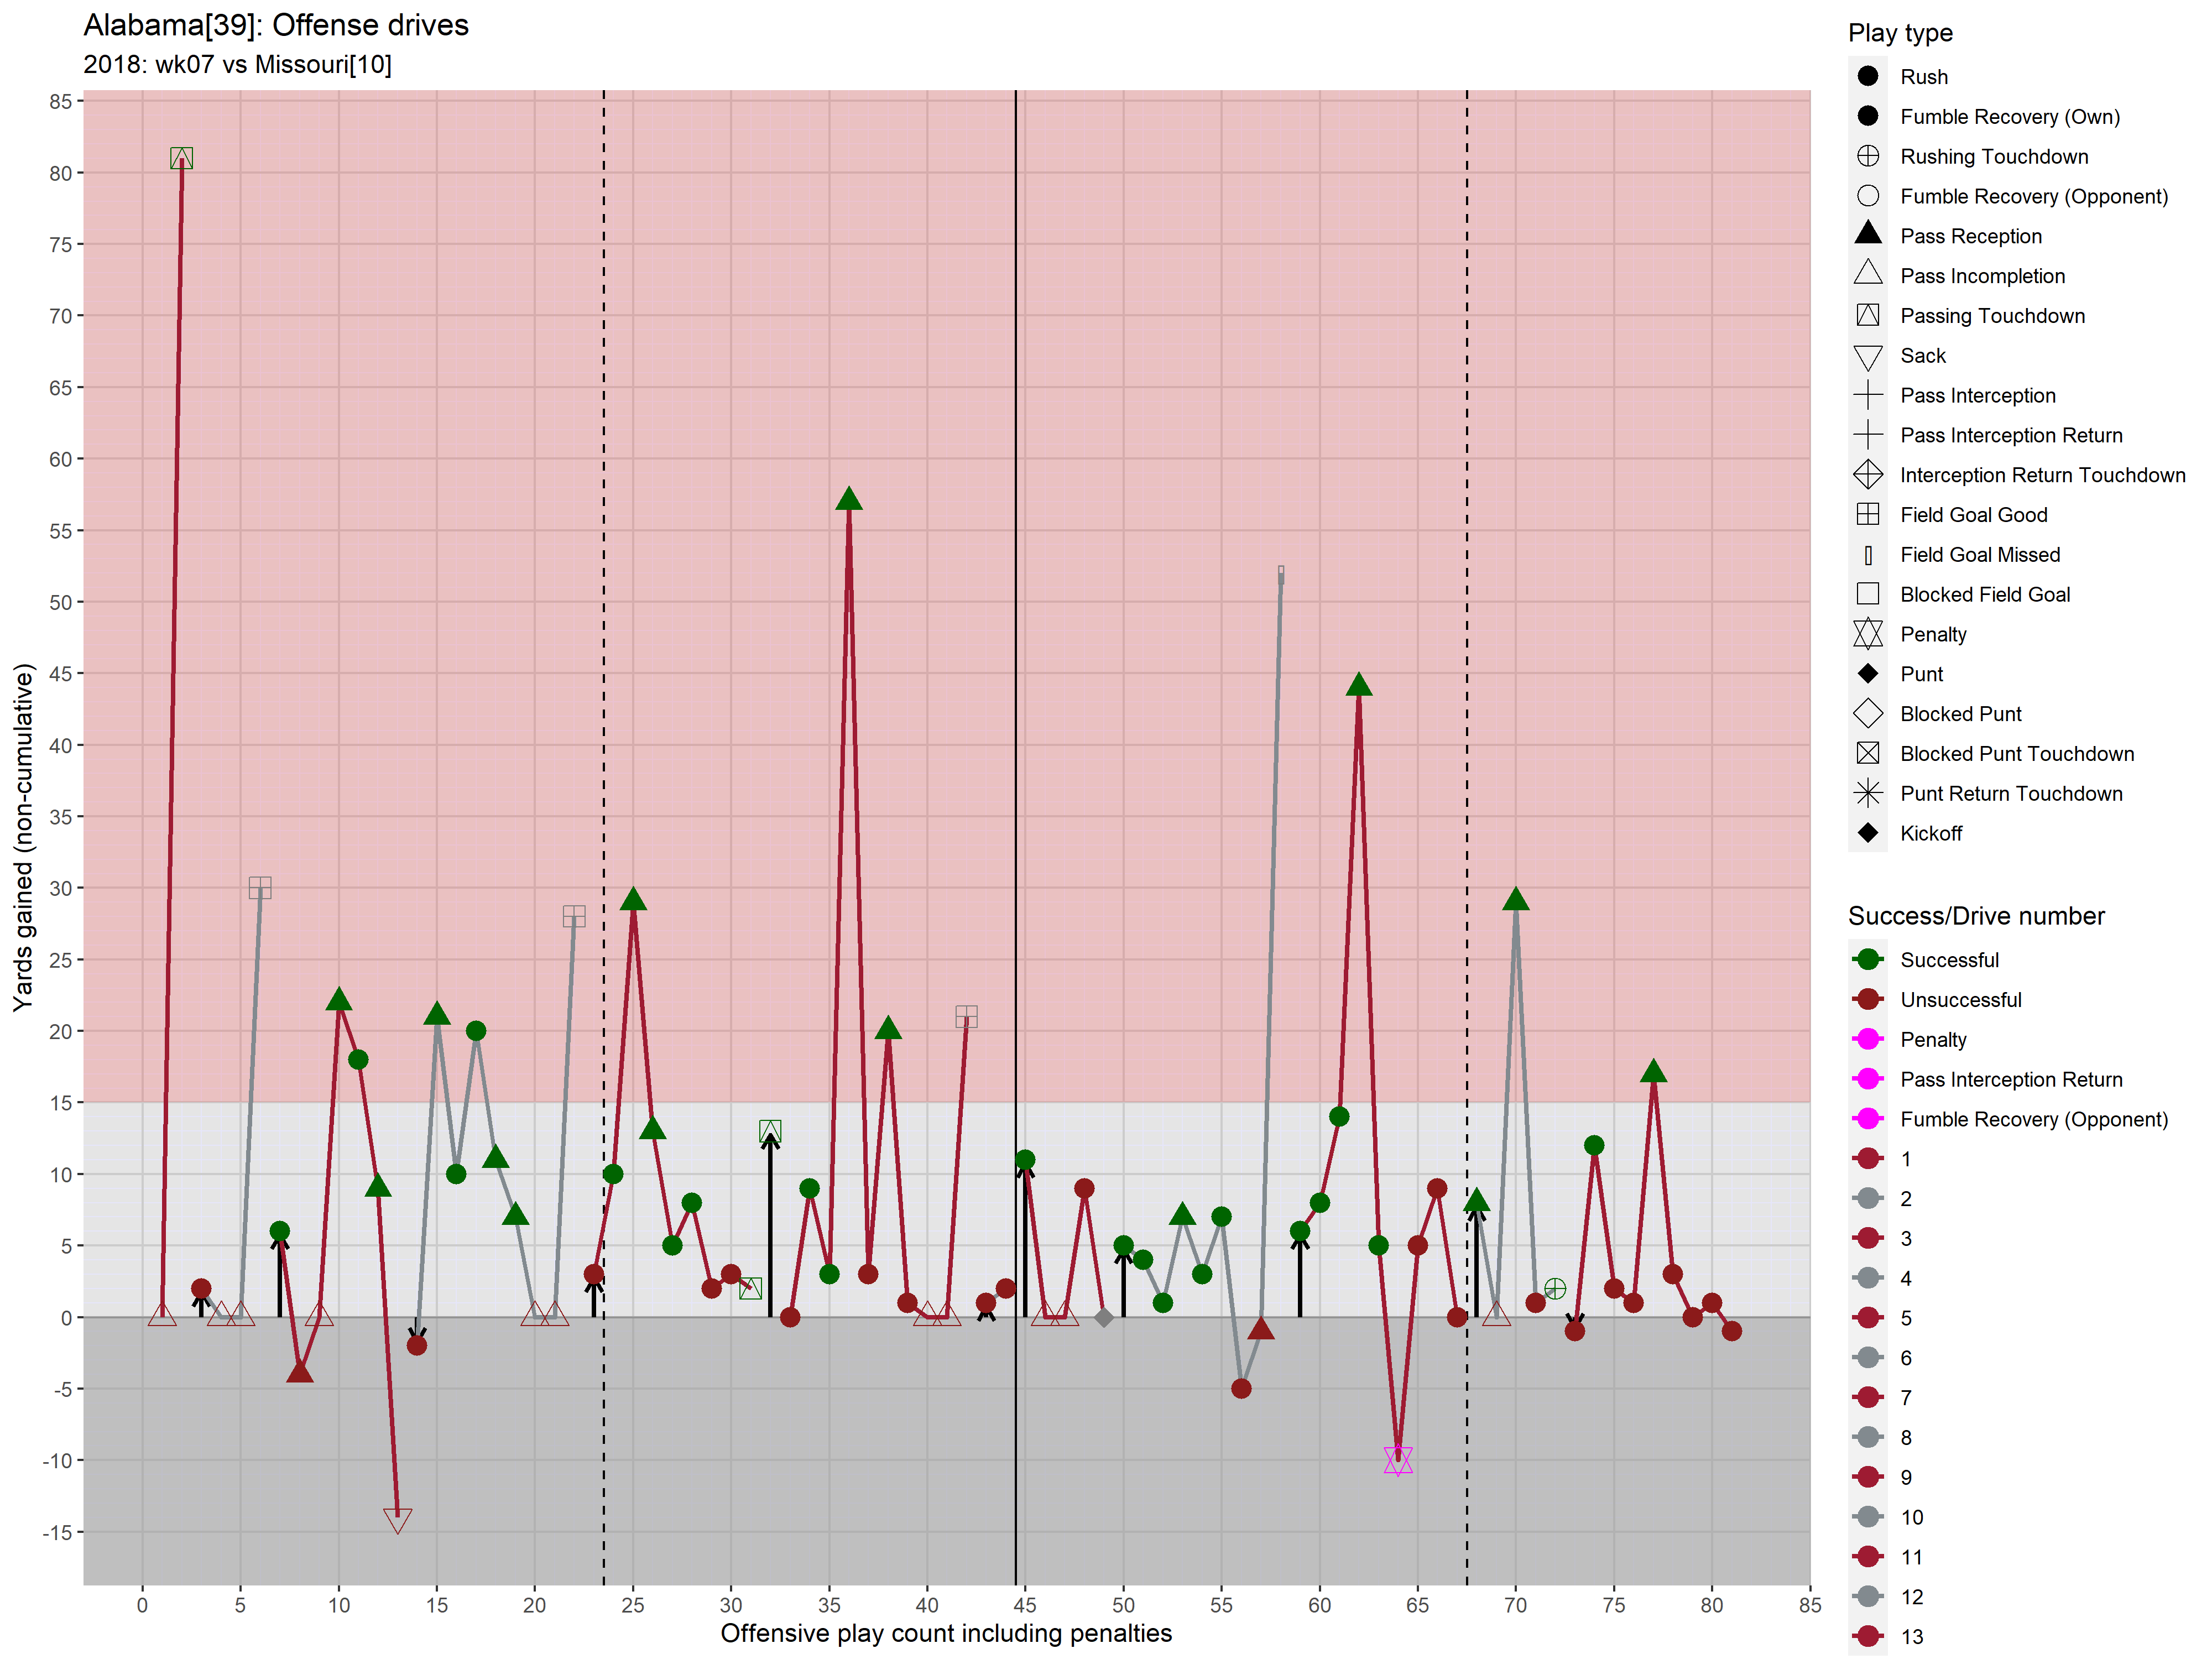 Alabama[39]: Offense drives
2018: wk07 vs Missouri[10]
Yards gained (non-cumulative)
85
80
75
70
65
60
55
50
45
40
35
30
25
20
15
10
5
0
-5
-10
-15
0 5 10 15 20 25 30 35 40 45 50 55 60 65 70 75 80 85
Offensive play count including penalties
Play type
Rush
Fumble Recovery (Own)
Rushing Touchdown
Fumble Recovery (Opponent)
Pass Reception
Pass Incompletion
Passing Touchdown
Sack
Pass Interception
Pass Interception Return
Interception Return Touchdown
Field Goal Good
Field Goal Missed
Blocked Field Goal
Penalty
Punt
Blocked Punt
Blocked Punt Touchdown
Punt Return Touchdown
Kickoff
Success/Drive number
Successful
Unsuccessful
Penalty
Pass Interception Return
Fumble Recovery (Opponent)
1
2
3
4
5
6
7
8
9
10
11
12
13